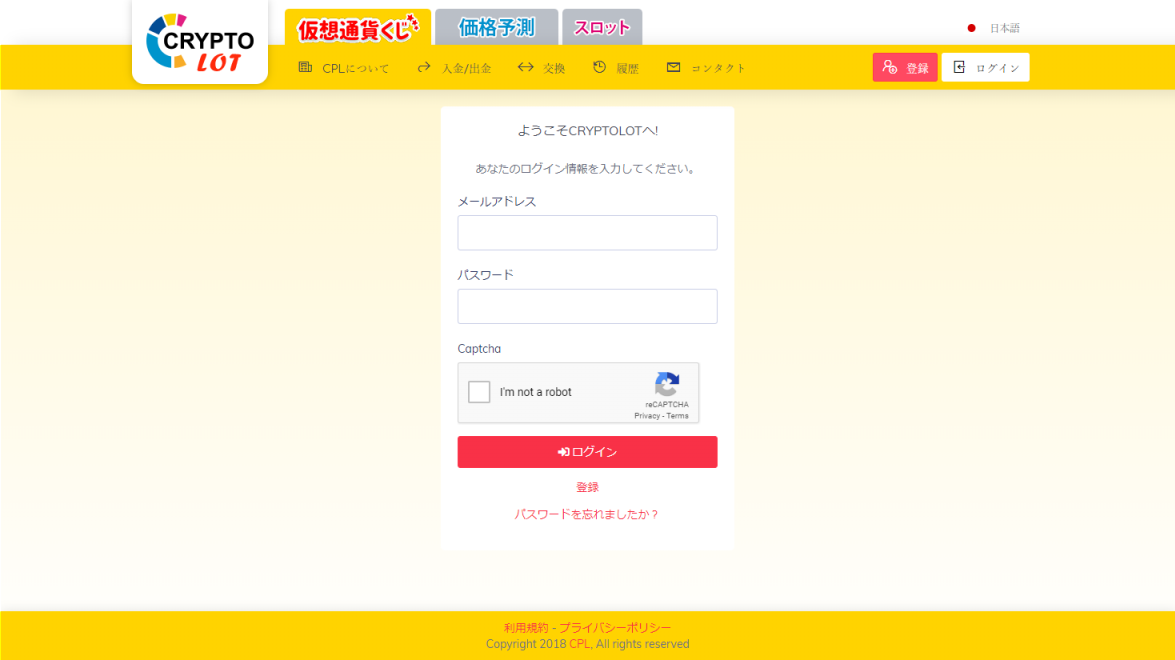 CRYPTO
LOT
仮想通貨くじ
価格予測
スロット
日本語
CPLについて
入金/出金
交換
履歴
コンタクト
登録
ログイン
ようこそCRYPTOLOTへ!
あなたのログイン情報を入力してください。
メールアドレス
パスワード
Captcha
I'm not a robot
reCAPTCHA
Privacy - Terms
ログイン
登録
パスワードを忘れましたか？
利用規約 - プライバシーポリシー
Copyright 2018 CPL, All rights reserved